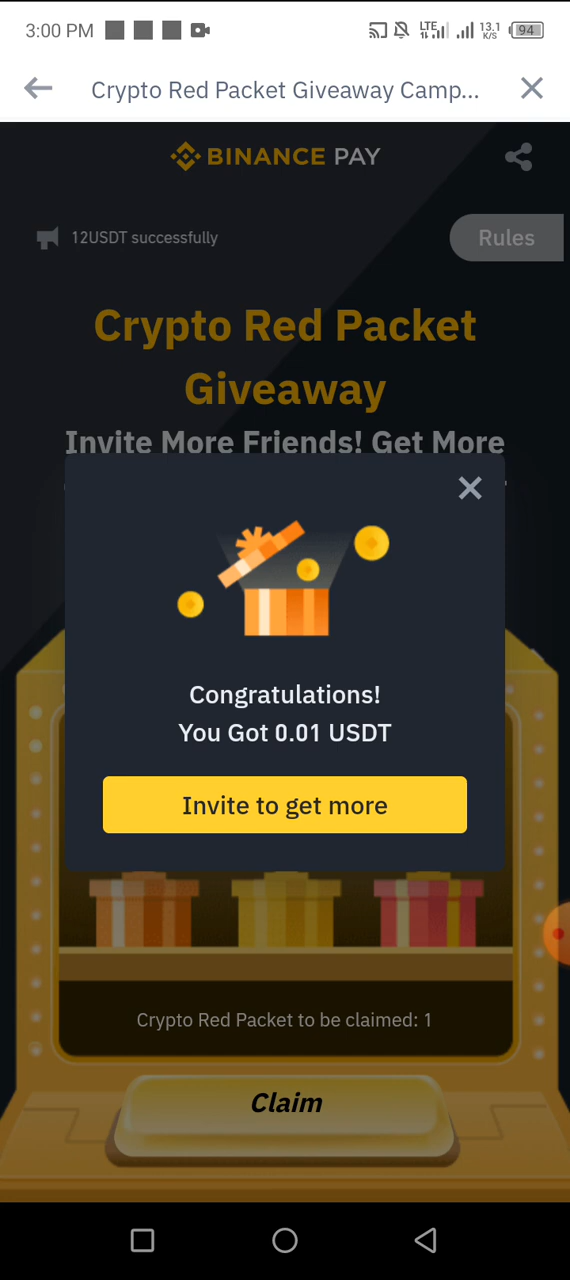 3:00 PM LTE 13.1 K/S 94
Crypto Red Packet Giveaway Camp...
BINANCE PAY
12USDT successfully
Rules
Crypto Red Packet
Giveaway
Invite More Friends! Get More
Congratulations!
You Got 0.01 USDT
Invite to get more
Crypto Red Packet to be claimed: 1
Claim